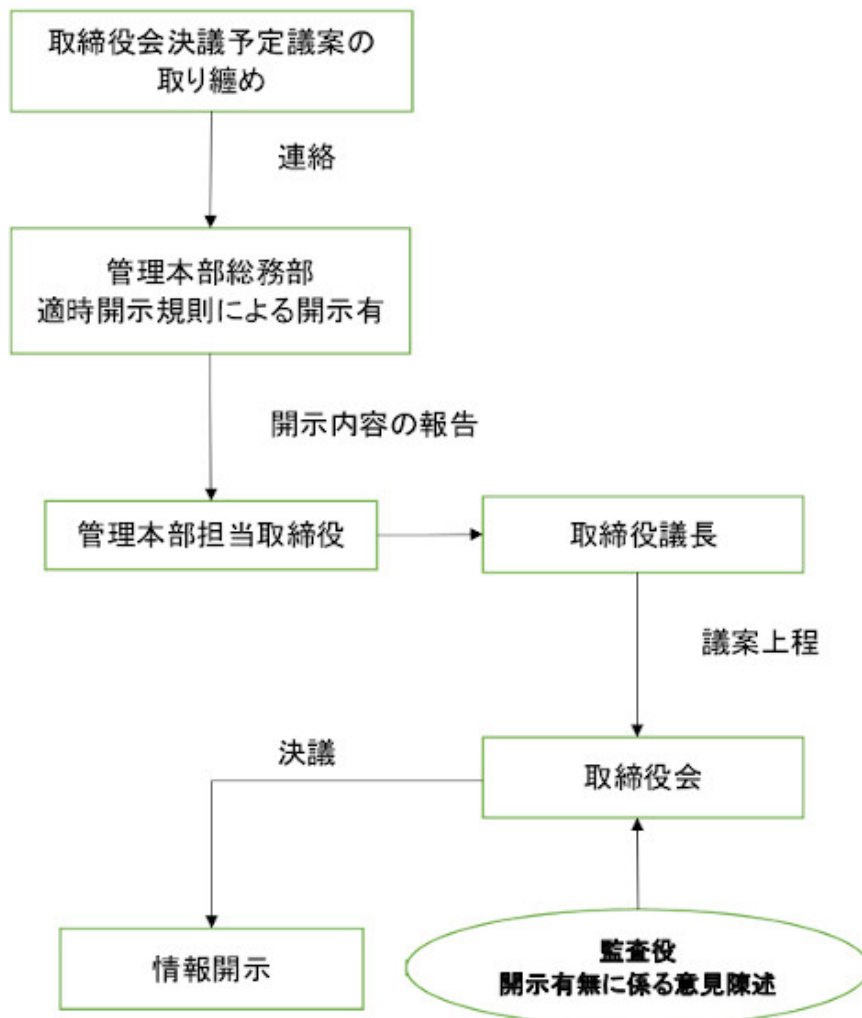 取締役会決議予定議案の
取り纏め
連絡
管理本部総務部
適時開示規則による開示有
開示内容の報告
管理本部担当取締役
取締役議長
議案上程
決議
取締役会
情報開示
監査役
開示有無に係る意見陳述